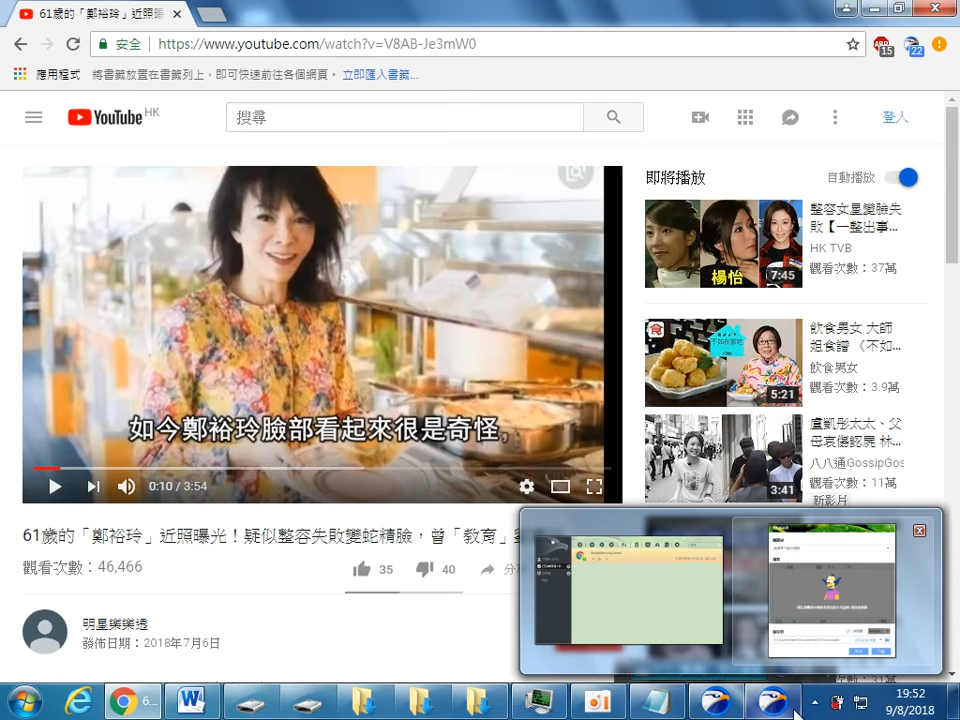 61歲的「鄭裕玲」近照曝
安全 https://www.youtube.com/watch?v=V8AB-Je3mW0
15
22
應用程式 將書籤放置在書籤列上，即可快速前往各個網頁。 立即匯入書籤...
YouTube HK
搜尋
登入
如今鄭裕玲臉部看起來很是奇怪，
0:10 / 3:54
61歲的「鄭裕玲」近照曝光！疑似整容失敗變蛇精臉，曾「教育」
觀看次數：46,466
35
40
分
明星樂樂透
發佈日期：2018年7月6日
即將播放
自動播放
楊怡
7:45
整容女星變臉失
敗【一整出事...
HK TVB
觀看次數：37萬
5:21
飲食男女 大師
姐食譜 《不如...
飲食男女
觀看次數：3.9萬
3:41
盧凱彤太太、父
母哀傷認屍 林...
八八通GossipGos
觀看次數：11萬
新影片
6...
19:52
9/8/2018